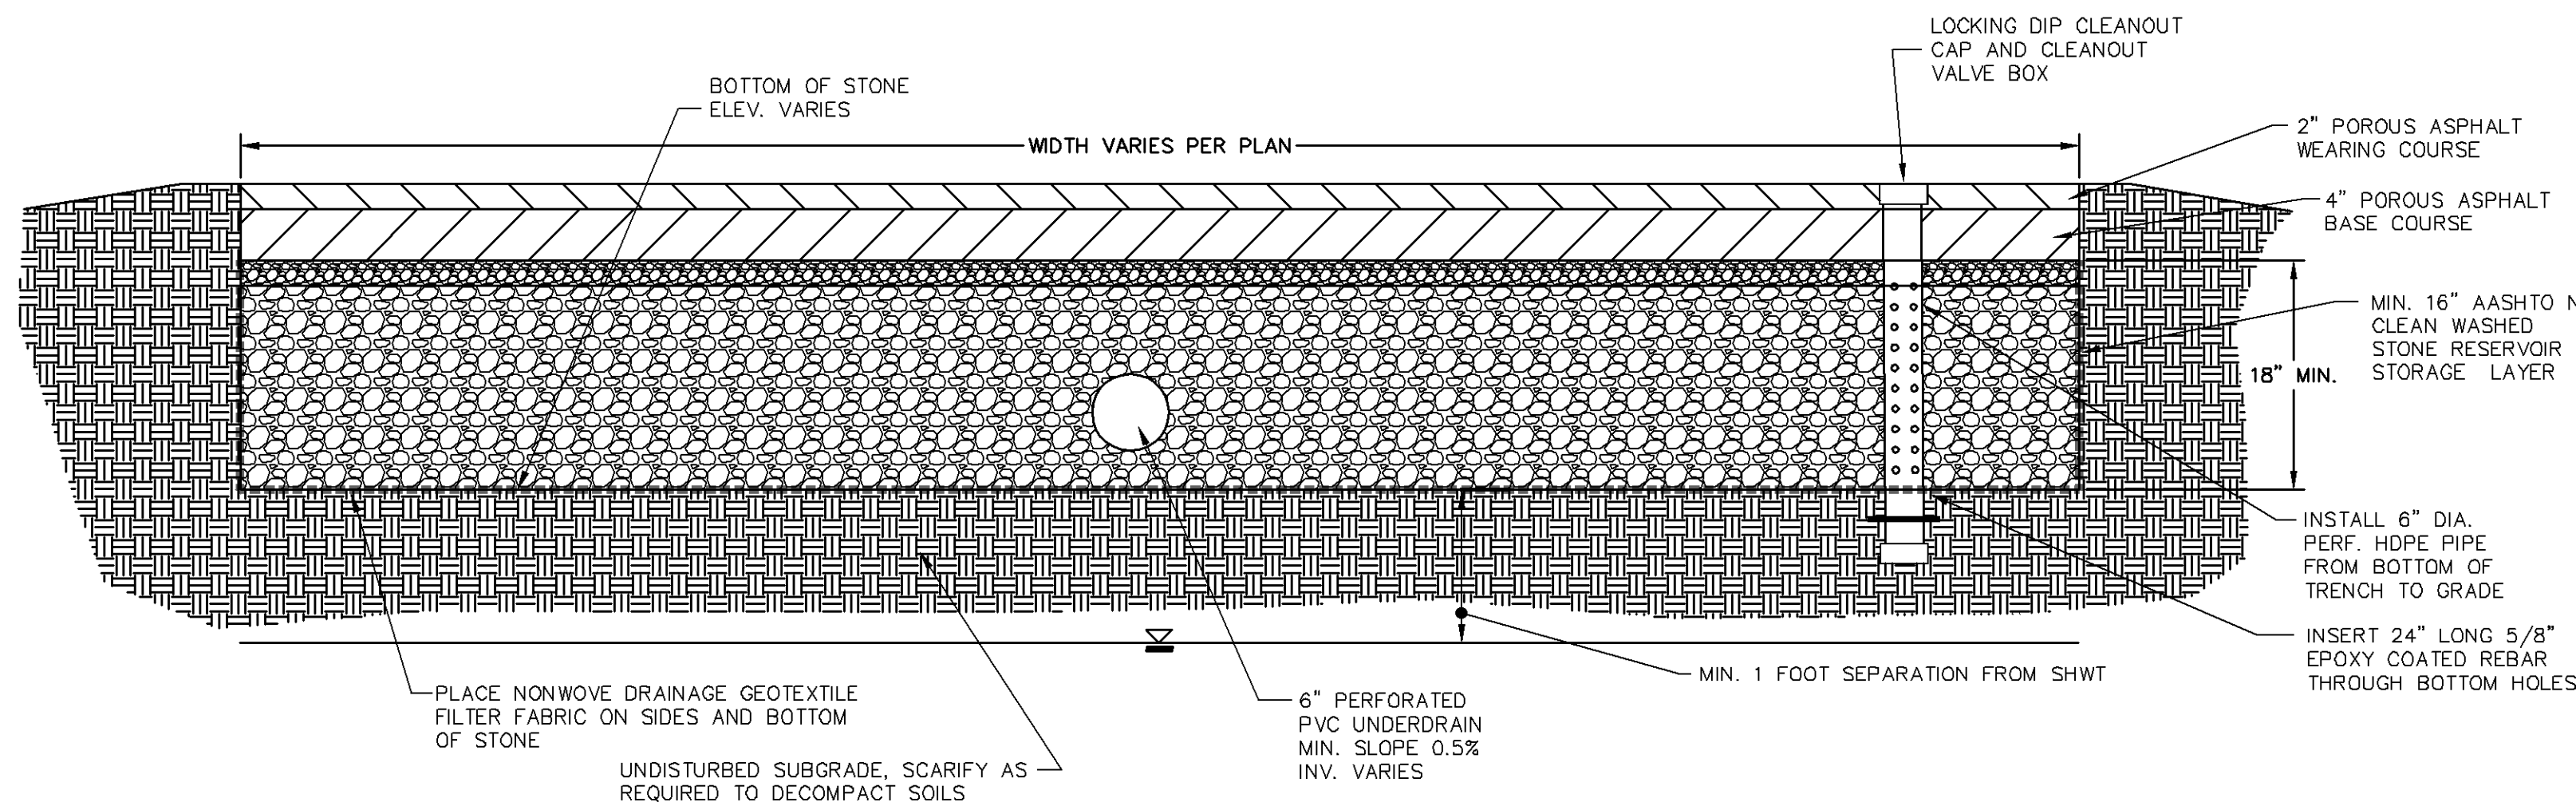 LOCKING DIP CLEANOUT
CAP AND CLEANOUT
VALVE BOX
BOTTOM OF STONE
ELEV. VARIES
WIDTH VARIES PER PLAN
2" POROUS ASPHALT
WEARING COURSE
4" POROUS ASPHALT
BASE COURSE
MIN. 16" AASHTO
CLEAN WASHED
STONE RESERVOIR
STORAGE LAYER
18" MIN.
INSTALL 6" DIA.
PERF. HDPE PIPE
FROM BOTTOM OF
TRENCH TO GRADE
INSERT 24" LONG 5/8"
EPOXY COATED REBAR
THROUGH BOTTOM HOLES
MIN. 1 FOOT SEPARATION FROM SHWT
PLACE NONWOVE DRAINAGE GEOTEXTILE
FILTER FABRIC ON SIDES AND BOTTOM
OF STONE
6" PERFORATED
PVC UNDERDRAIN
MIN. SLOPE 0.5%
INV. VARIES
UNDISTURBED SUBGRADE, SCARIFY AS
REQUIRED TO DECOMPACT SOILS